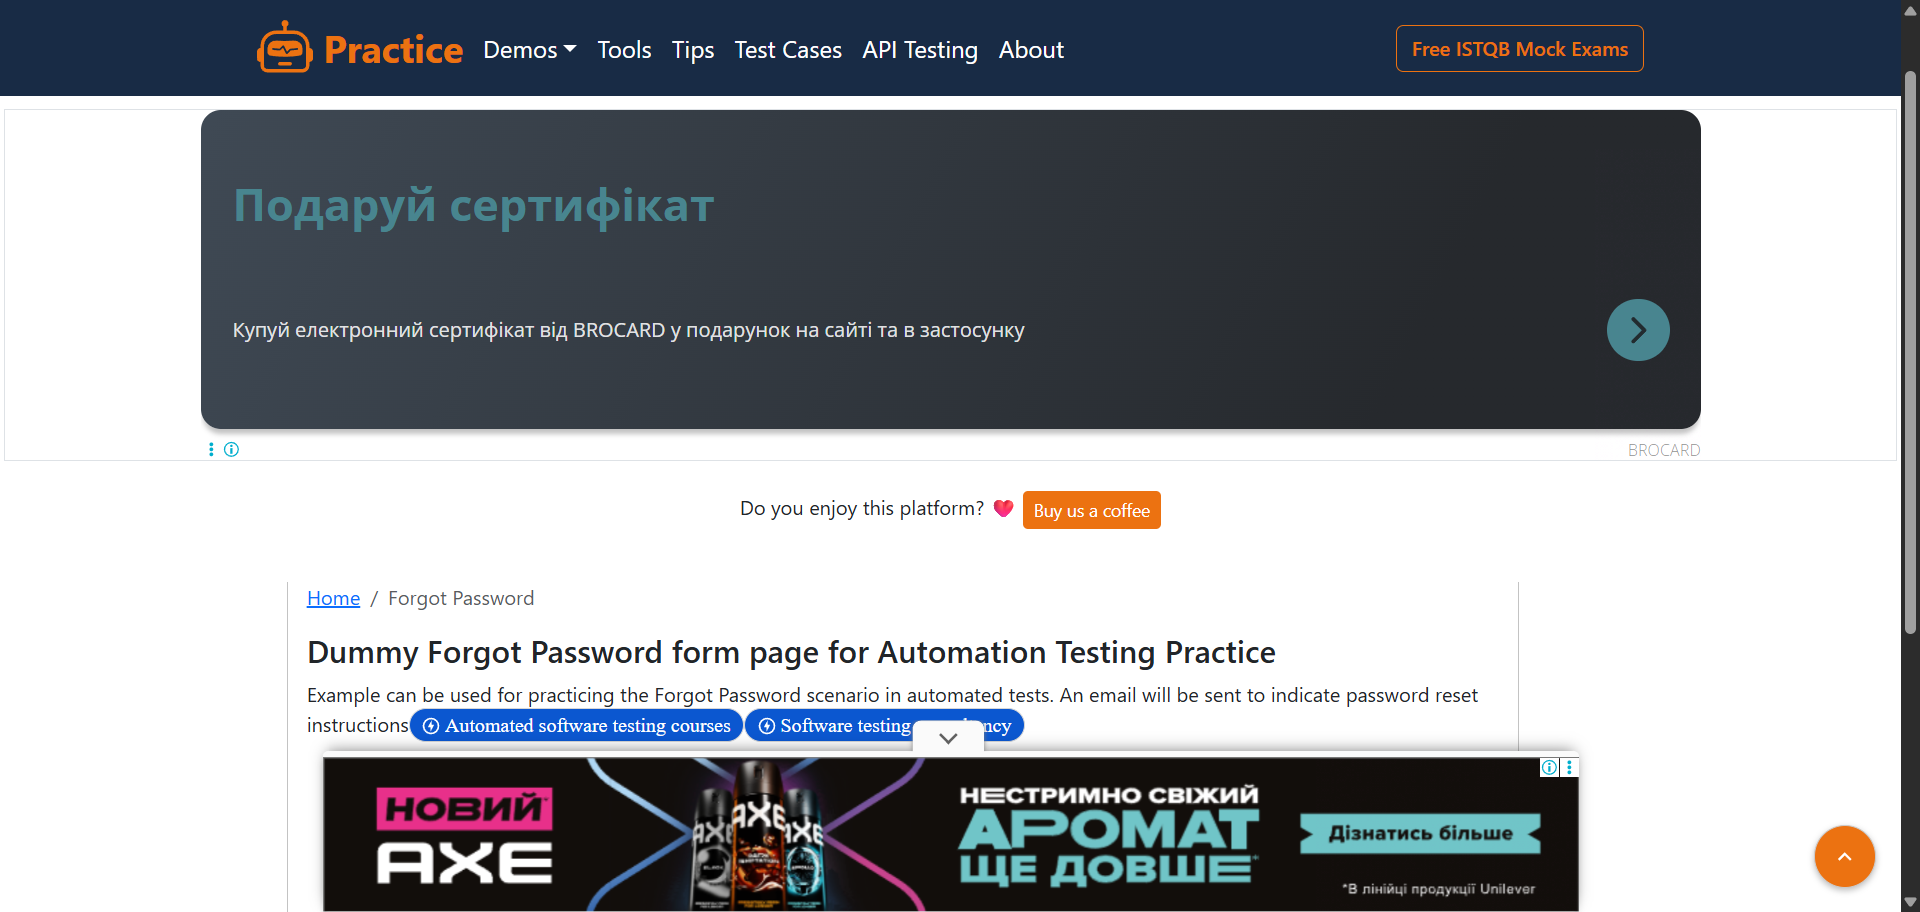 Practice Demos Tools Tips Test Cases API Testing About Free ISTQB Mock Exams
Подаруй сертифікат
Купуй електронний сертифікат від BROCARD у подарунок на сайті та в застосунку
BROCARD
Do you enjoy this platform? Buy us a coffee
Home / Forgot Password
Dummy Forgot Password form page for Automation Testing Practice
Example can be used for practicing the Forgot Password scenario in automated tests. An email will be sent to indicate password reset
instructions Automated software testing courses Software testing ncy
НОВИЙ
AXE
AXE AXE AXE
НЕСТРИМНО СВІЖИЙ
АРОМАТ
ЩЕ ДОВШЕ*
Дізнатись більше
*В лінійці продукції Unilever